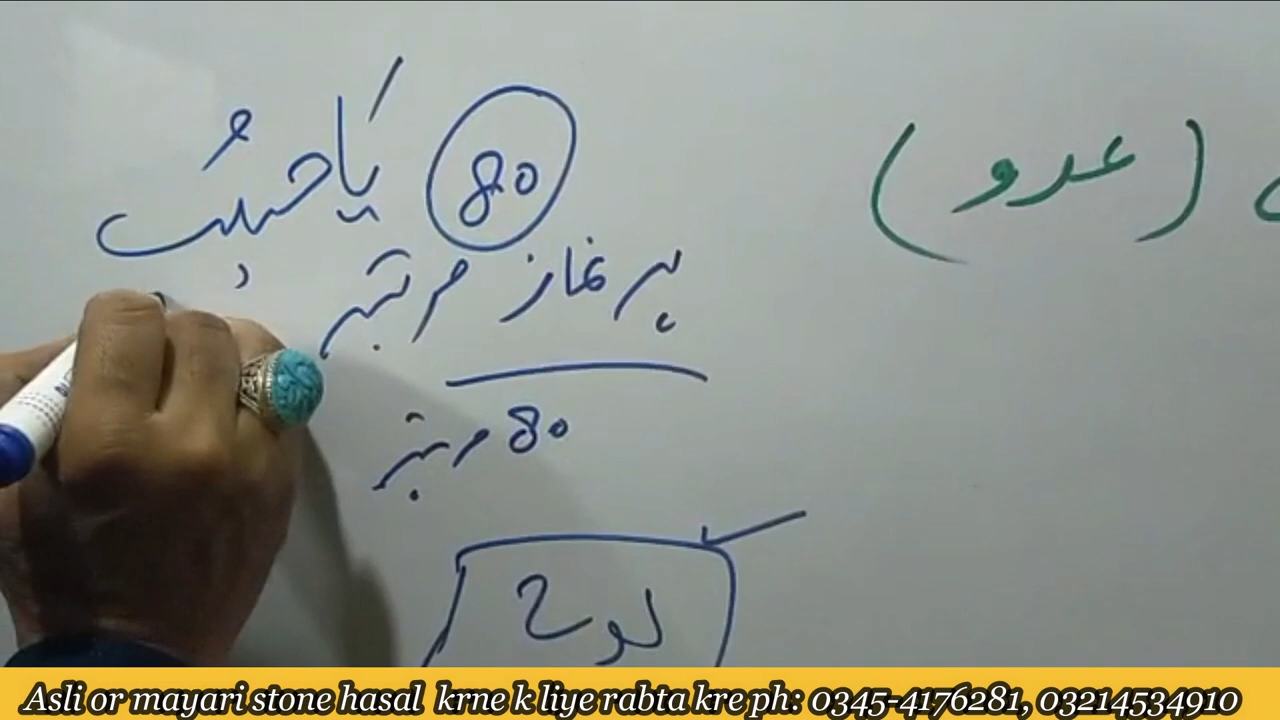 (عدو)
80 یَا حَبِیْبُ
ہر نماز مرتبہ
80 مرتبہ
لوح
Asli or mayari stone hasal krne k liye rabta kre ph: 0345-4176281, 03214534910